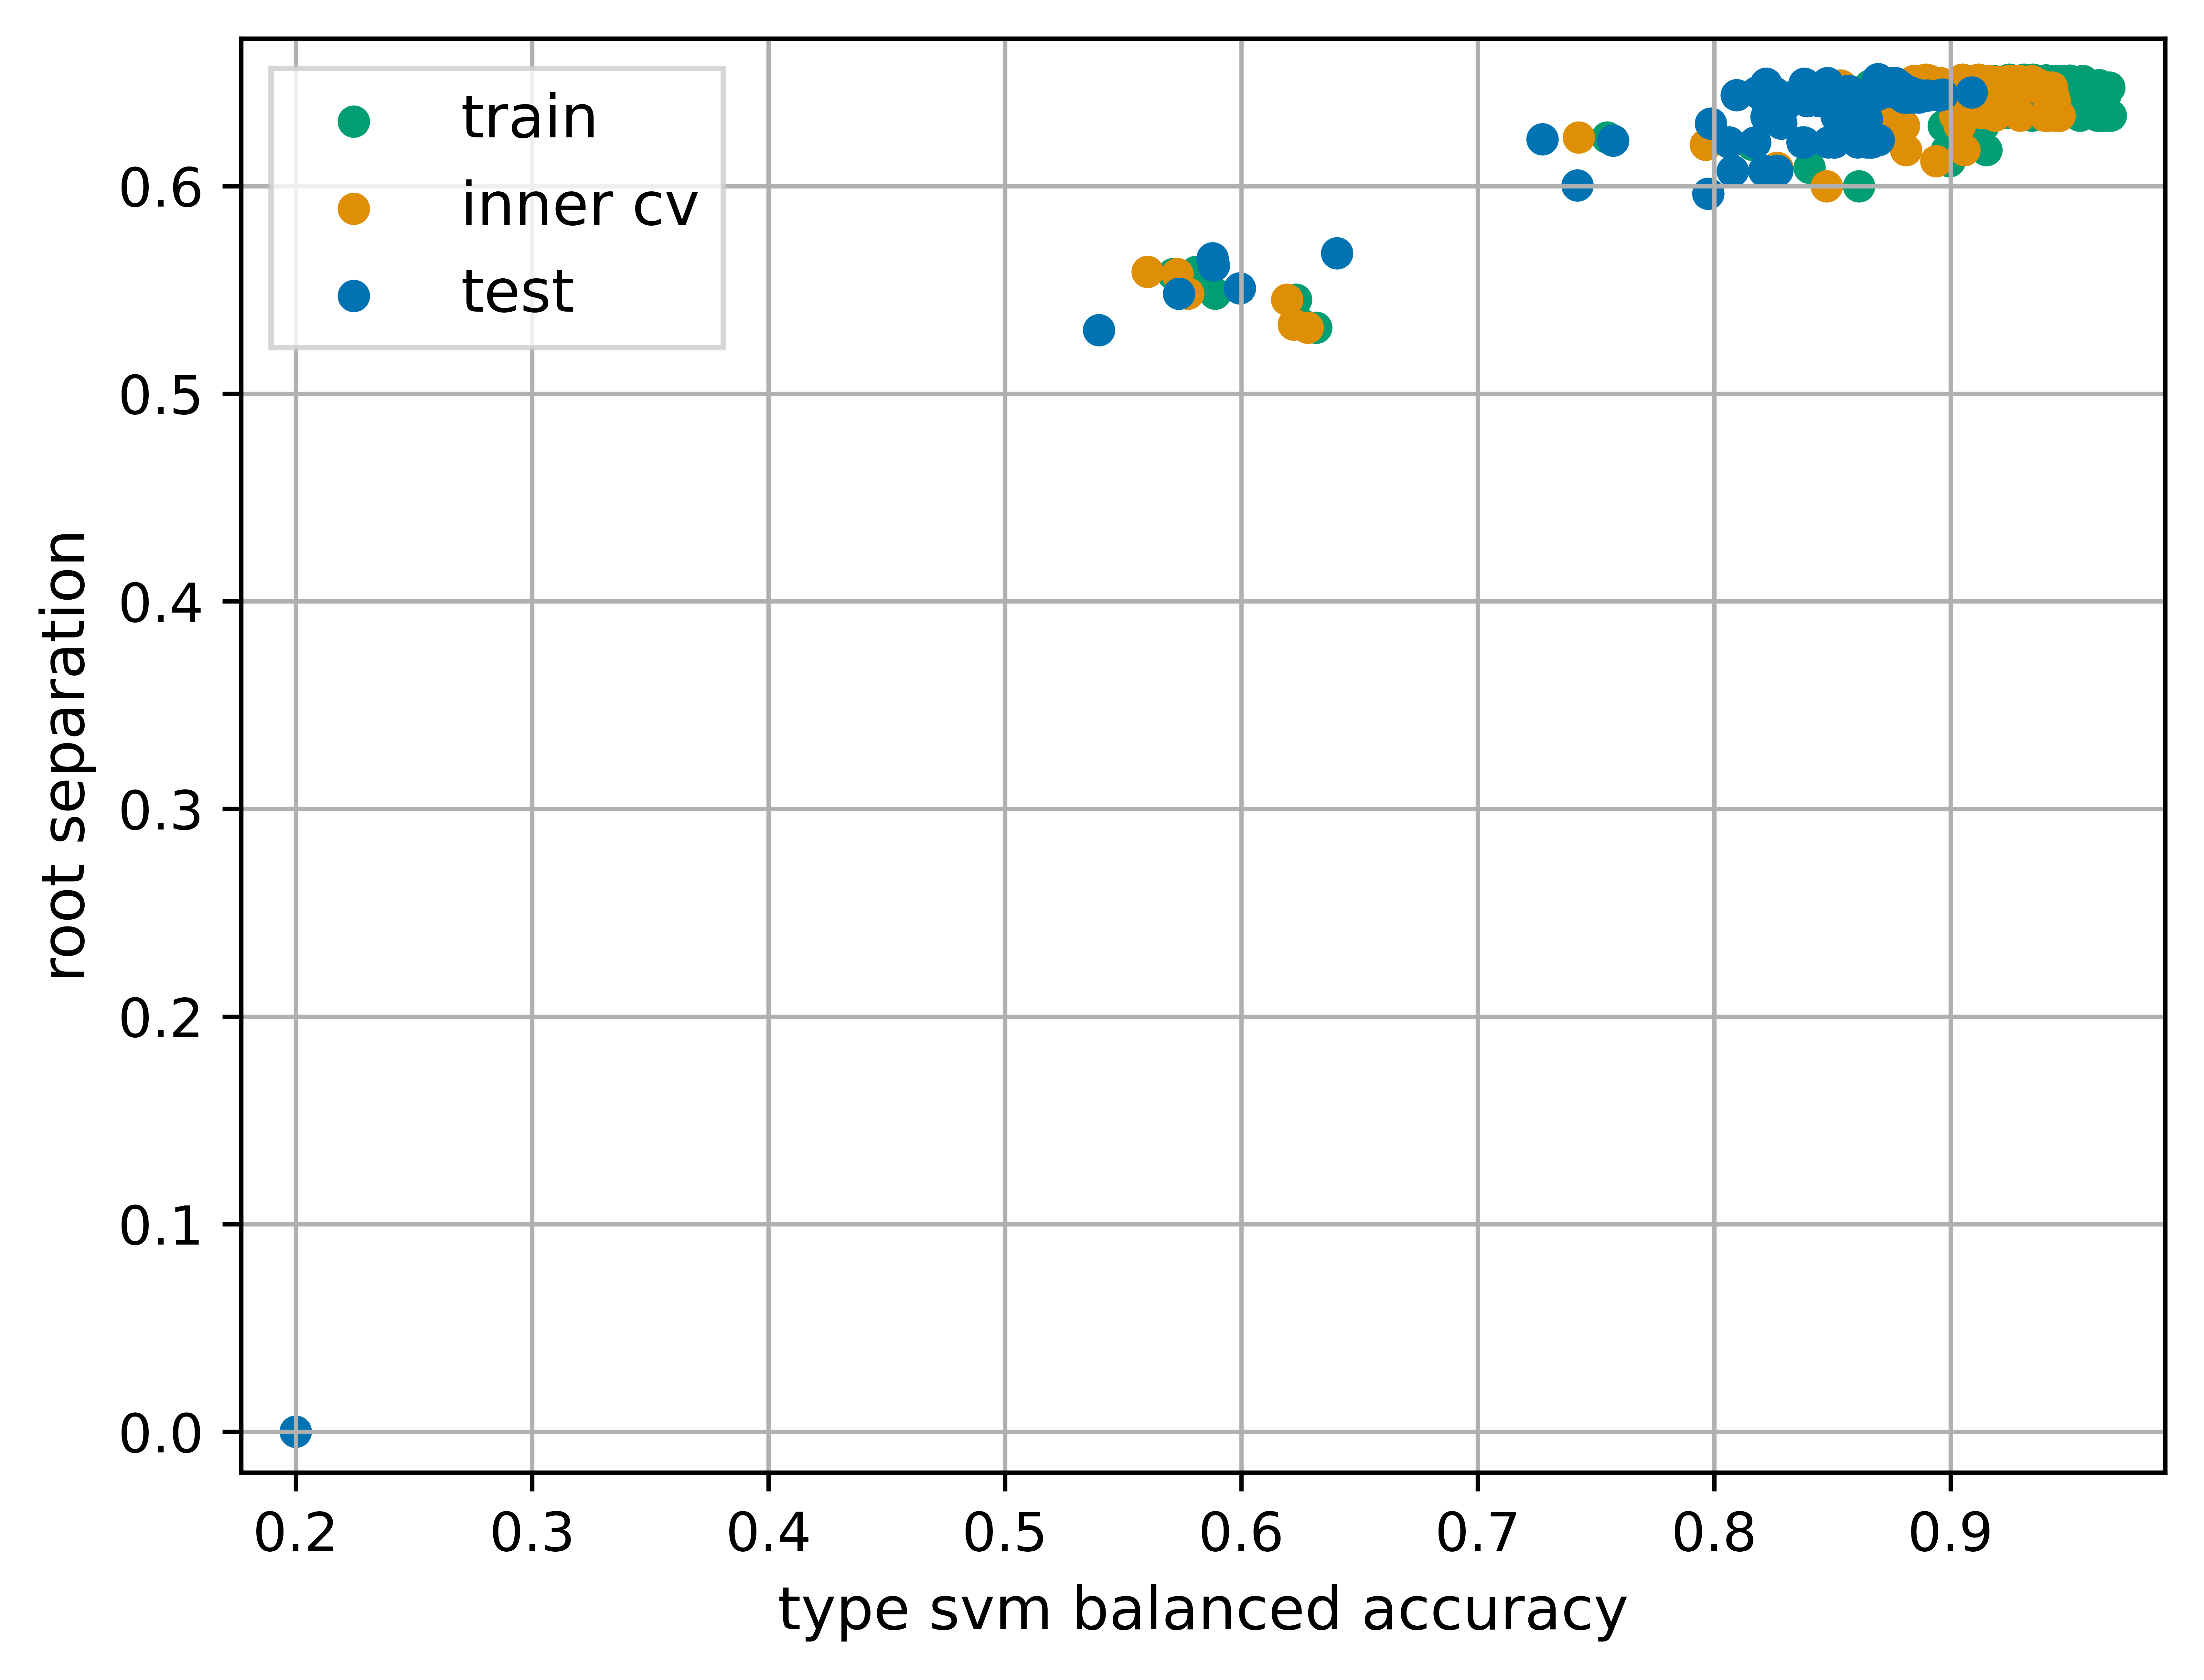 train
inner cv
test
0.6
0.5
0.4
0.3
0.2
0.1
0.0
root separation
0.2 0.3 0.4 0.5 0.6 0.7 0.8 0.9
type svm balanced accuracy